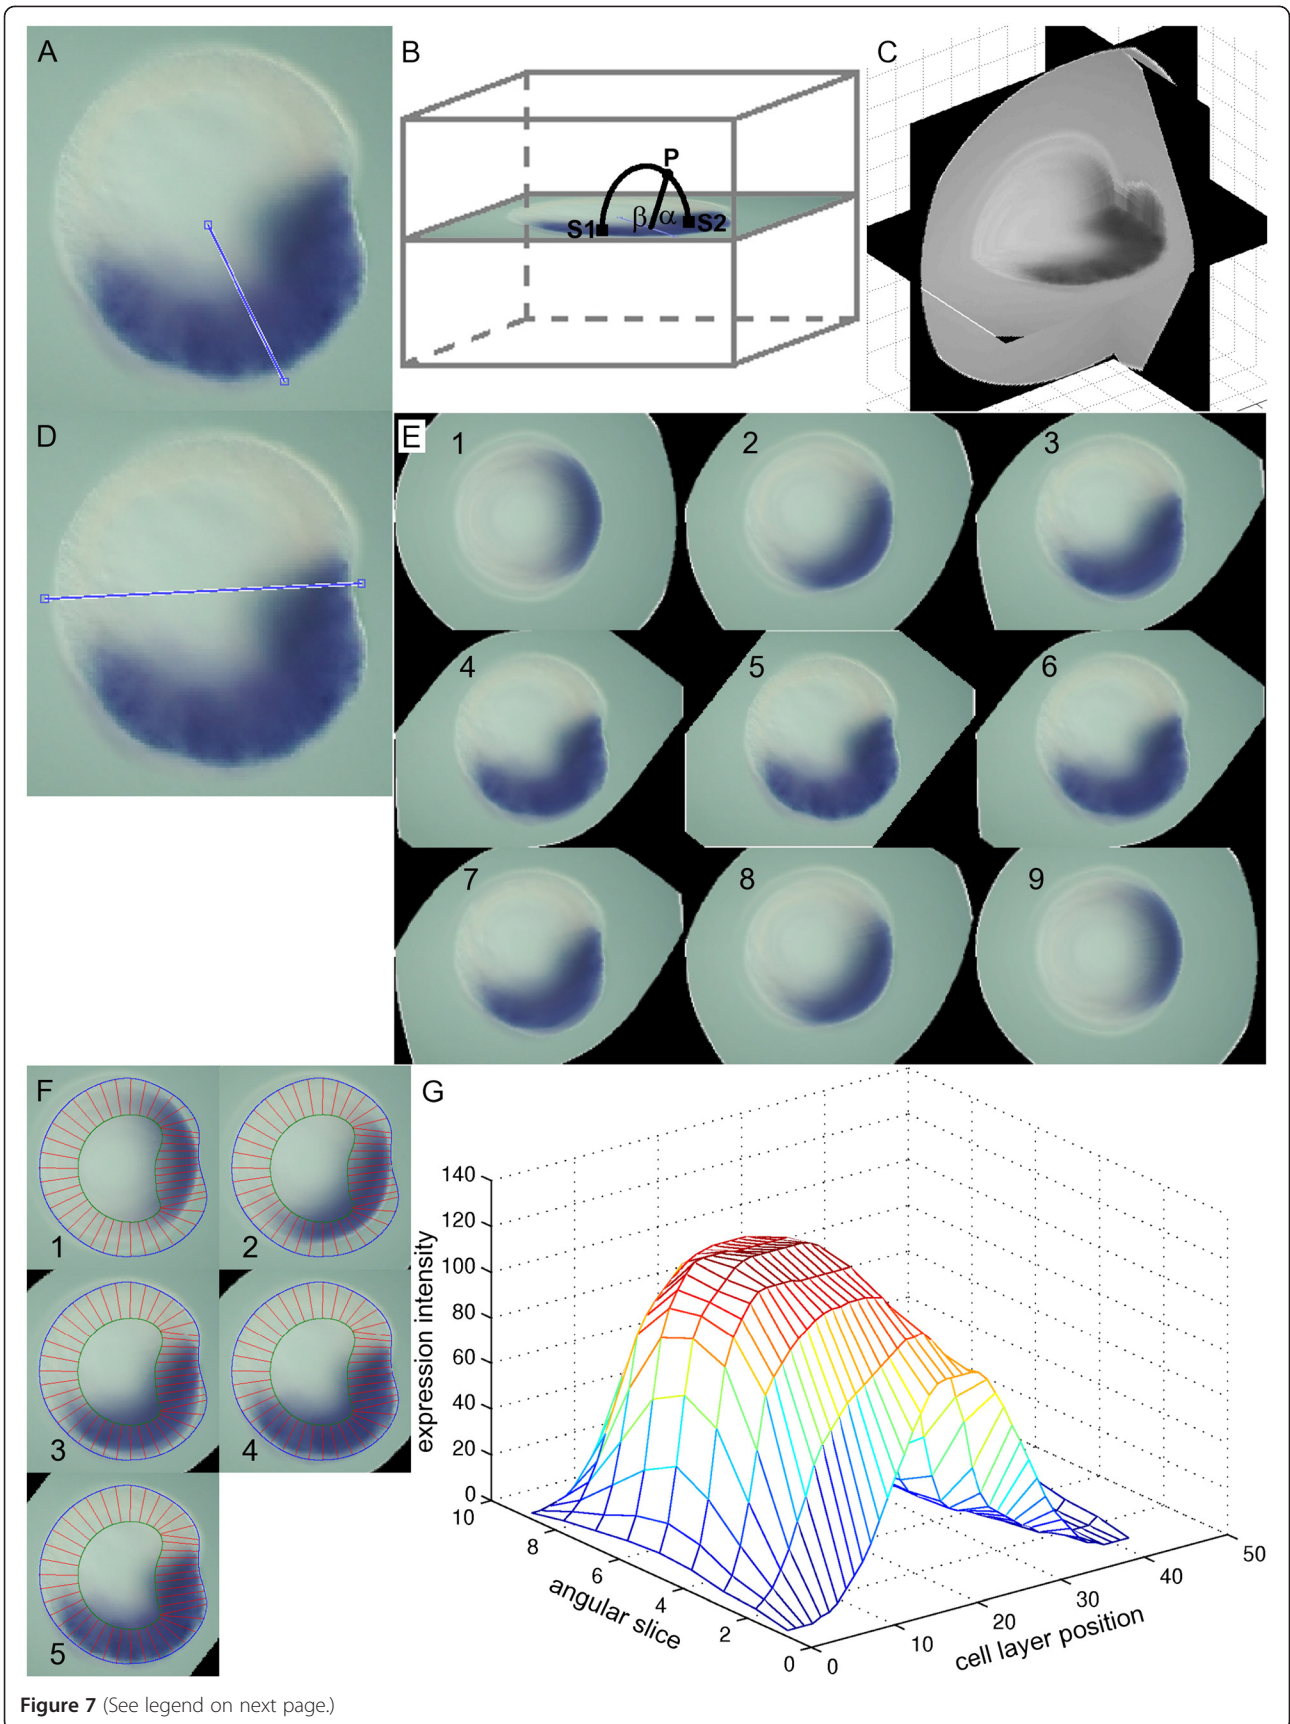 A
B
P
β
α
S1
S2
C
D
E
1
2
3
4
5
6
7
8
9
F
1
2
3
4
5
G
140
120
100
80
60
40
20
0
expression intensity
10
8
6
4
2
0
angular slice
0
10
20
30
40
50
cell layer position
Figure 7 (See legend on next page.)